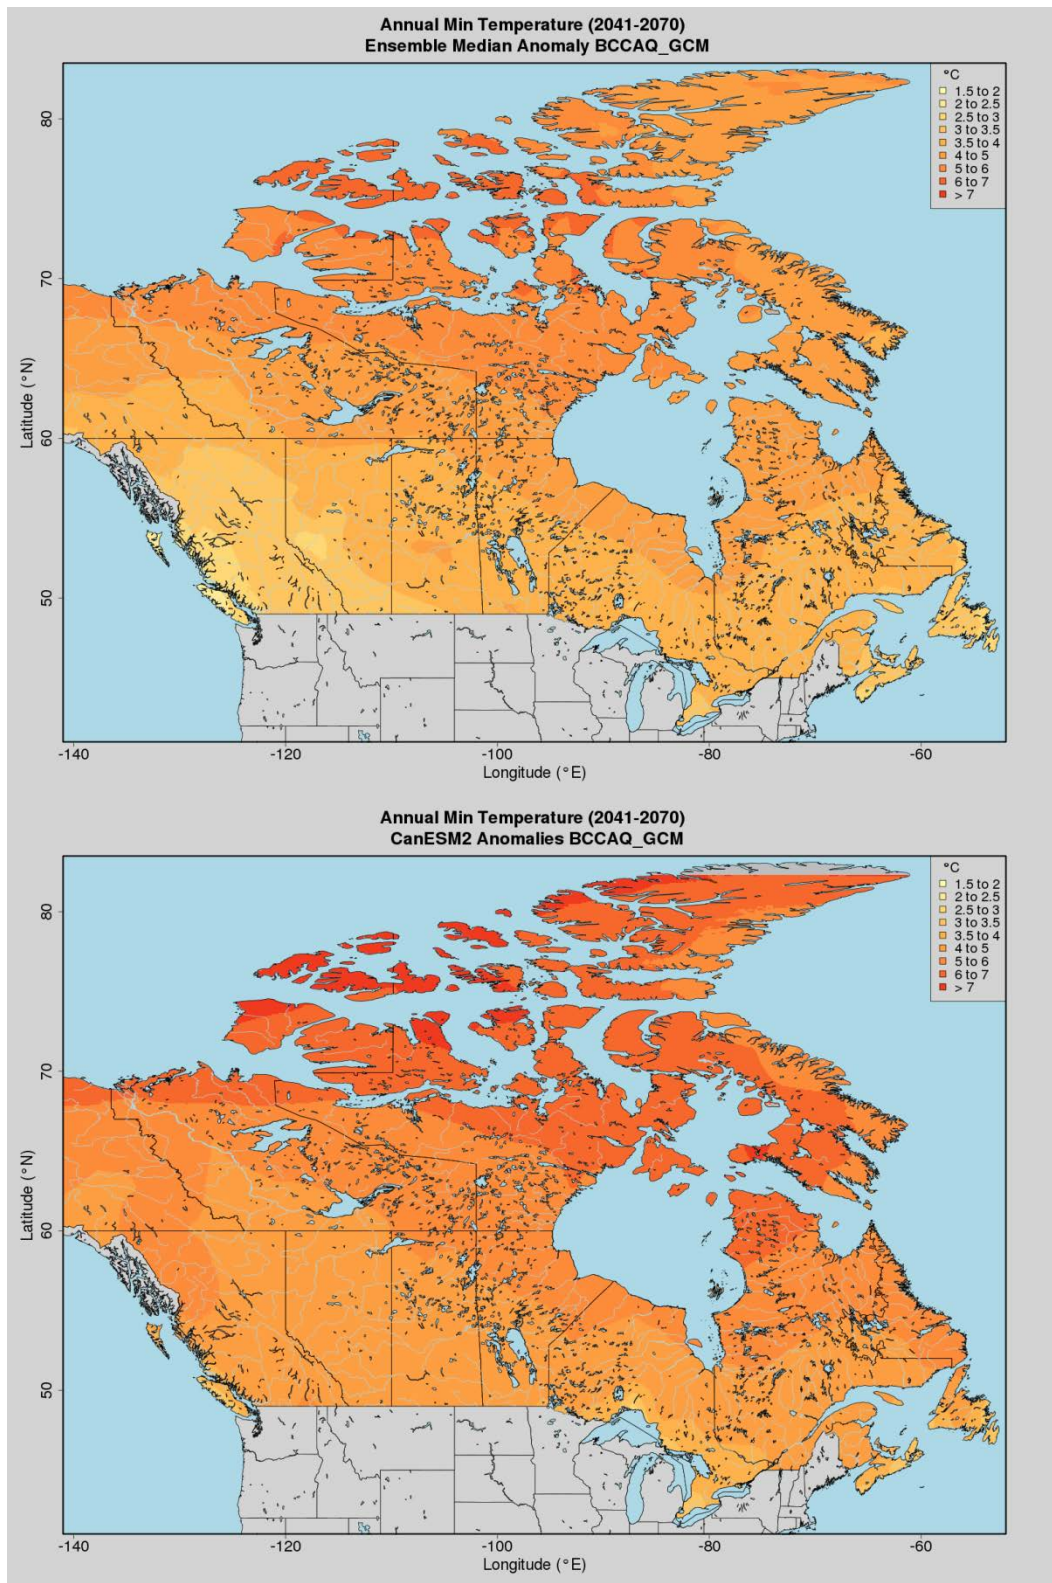 Annual Min Temperature (2041-2070)
Ensemble Median Anomaly BCCAQ_GCM
°C
1.5 to 2
2 to 2.5
2.5 to 3
3 to 3.5
3.5 to 4
4 to 5
5 to 6
6 to 7
> 7
80
70
60
50
Latitude (°N)
-140
-120
-100
-80
-60
Longitude (°E)
Annual Min Temperature (2041-2070)
CanESM2 Anomalies BCCAQ_GCM
°C
1.5 to 2
2 to 2.5
2.5 to 3
3 to 3.5
3.5 to 4
4 to 5
5 to 6
6 to 7
> 7
80
70
60
50
Latitude (°N)
-140
-120
-100
-80
-60
Longitude (°E)